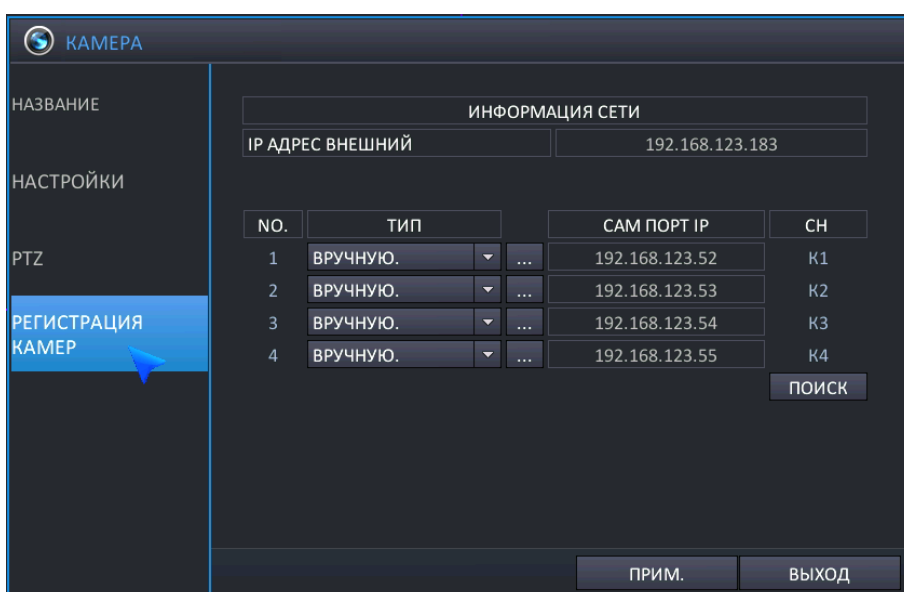 КАМЕРА
НАЗВАНИЕ
НАСТРОЙКИ
PTZ
РЕГИСТРАЦИЯ
КАМЕР
ИНФОРМАЦИЯ СЕТИ
IP АДРЕС ВНЕШНИЙ 192.168.123.183
NO. ТИП CAM ПОРТ IP CH
1 ВРУЧНУЮ. ... 192.168.123.52 K1
2 ВРУЧНУЮ. ... 192.168.123.53 K2
3 ВРУЧНУЮ. ... 192.168.123.54 K3
4 ВРУЧНУЮ. ... 192.168.123.55 K4
ПОИСК
ПРИМ. ВЫХОД